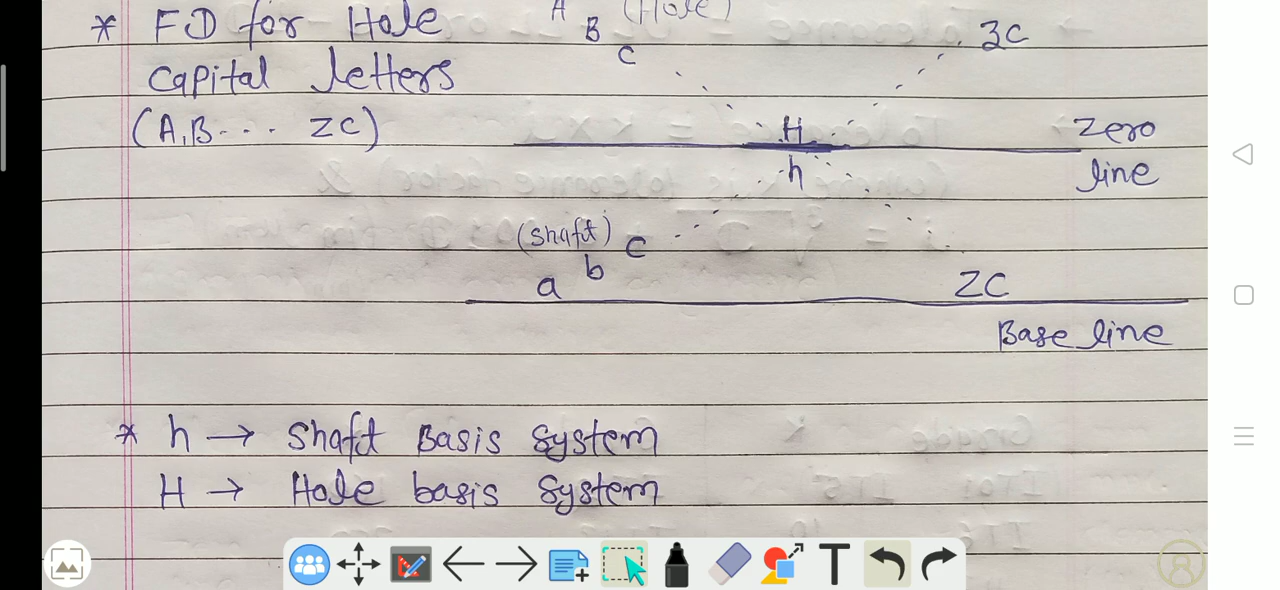 * FD for Hole
A
B
(Hole)
C
3C
capital letters
(A,B... ZC)
H
Zero
line
h
(shaft)
a b c
ZC
Base line
* h → shaft Basis system
H → Hole basis system
T